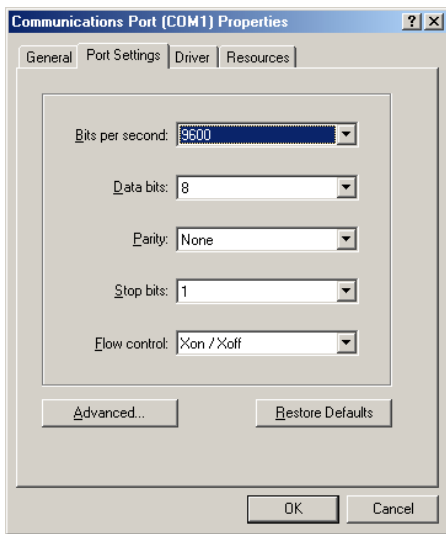 Communications Port (COM1) Properties
General Port Settings Driver Resources
Bits per second: 9600
Data bits: 8
Parity: None
Stop bits: 1
Flow control: Xon / Xoff
Advanced... Restore Defaults
OK Cancel